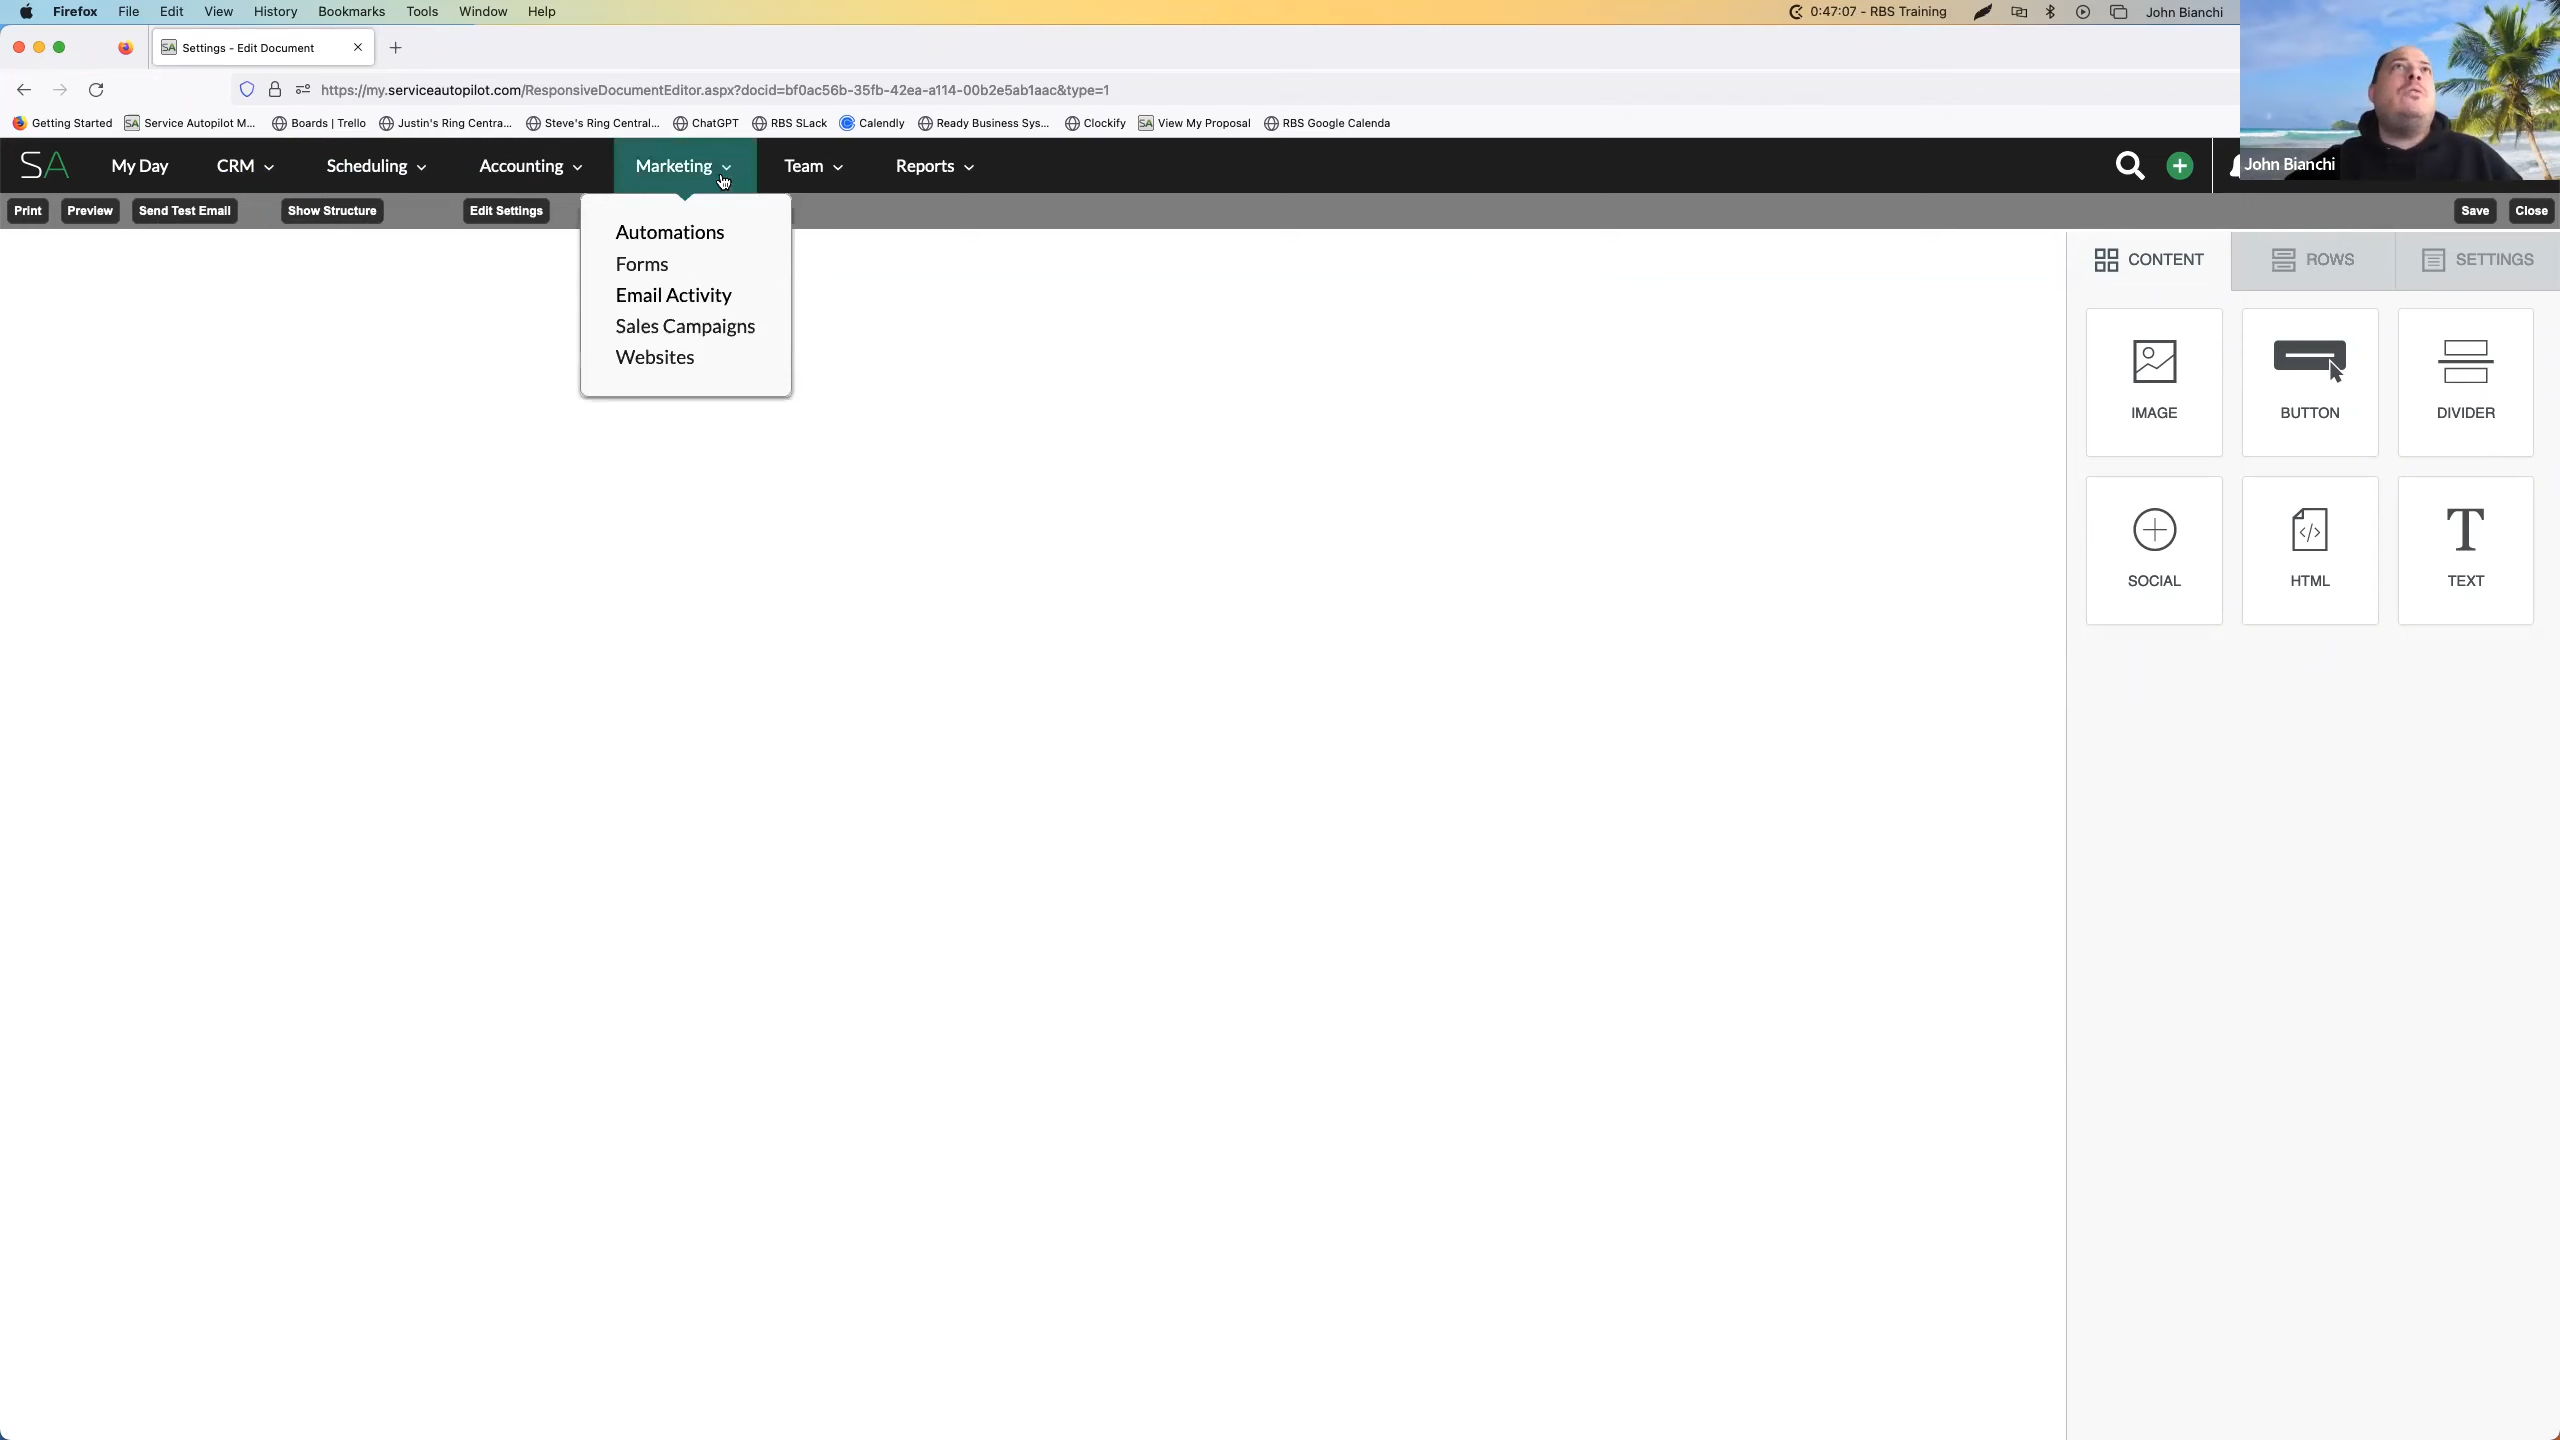 Firefox File Edit View History Bookmarks Tools Window Help 0:47:07 - RBS Training John Bianchi
SA Settings - Edit Document
https://my.serviceautopilot.com/ResponsiveDocumentEditor.aspx?docid=bf0ac56b-35fb-42ea-a114-00b2e5ab1aac&type=1
Getting Started SA Service Autopilot M... Boards | Trello Justin's Ring Centra... Steve's Ring Central... ChatGPT RBS SLack Calendly Ready Business Sys... Clockify SA View My Proposal RBS Google Calenda
SA My Day CRM Scheduling Accounting Marketing Team Reports John Bianchi
Print Preview Send Test Email Show Structure Edit Settings Save Close
Automations
Forms
Email Activity
Sales Campaigns
Websites
CONTENT ROWS SETTINGS
IMAGE BUTTON DIVIDER
SOCIAL HTML TEXT